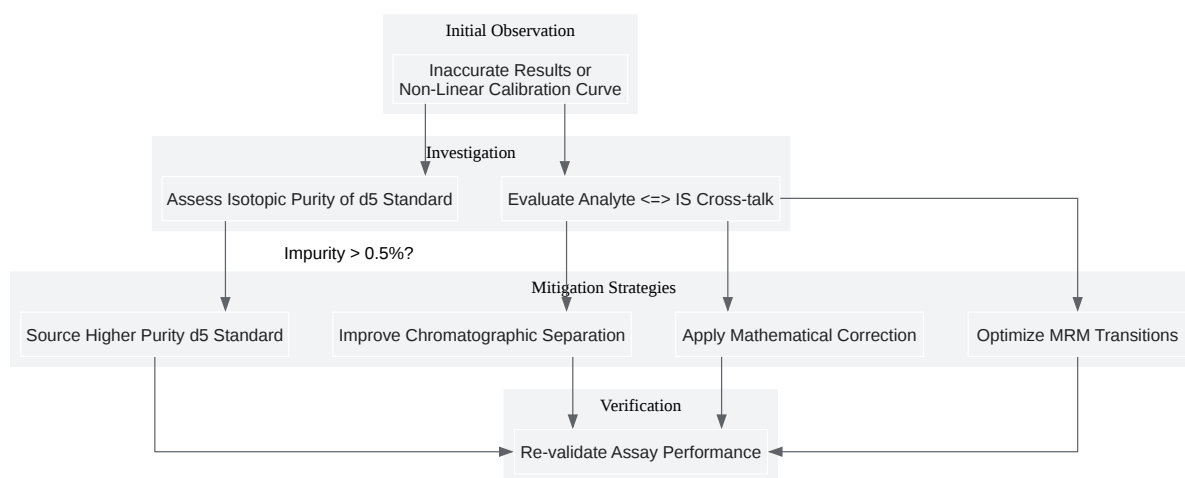 Initial Observation
Inaccurate Results or
Non-Linear Calibration Curve
Investigation
Assess Isotopic Purity of d5 Standard
Evaluate Analyte <=> IS Cross-talk
Impurity > 0.5%?
Mitigation Strategies
Source Higher Purity d5 Standard
Improve Chromatographic Separation
Apply Mathematical Correction
Optimize MRM Transitions
Verification
Re-validate Assay Performance